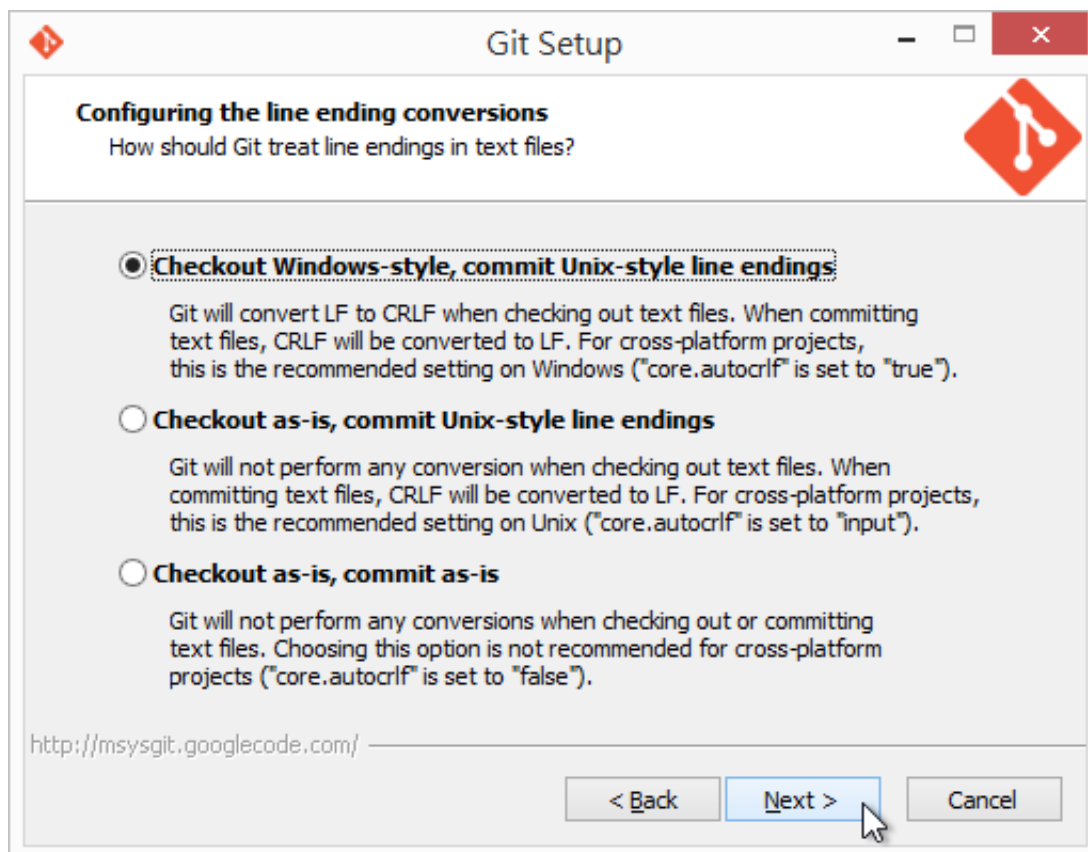 Git Setup
Configuring the line ending conversions
How should Git treat line endings in text files?
Checkout Windows-style, commit Unix-style line endings
Git will convert LF to CRLF when checking out text files. When committing
text files, CRLF will be converted to LF. For cross-platform projects,
this is the recommended setting on Windows ("core.autocrlf" is set to "true").
Checkout as-is, commit Unix-style line endings
Git will not perform any conversion when checking out text files. When
committing text files, CRLF will be converted to LF. For cross-platform projects,
this is the recommended setting on Unix ("core.autocrlf" is set to "input").
Checkout as-is, commit as-is
Git will not perform any conversions when checking out or committing
text files. Choosing this option is not recommended for cross-platform
projects ("core.autocrlf" is set to "false").
http://msysgit.googlecode.com/
< Back Next > Cancel